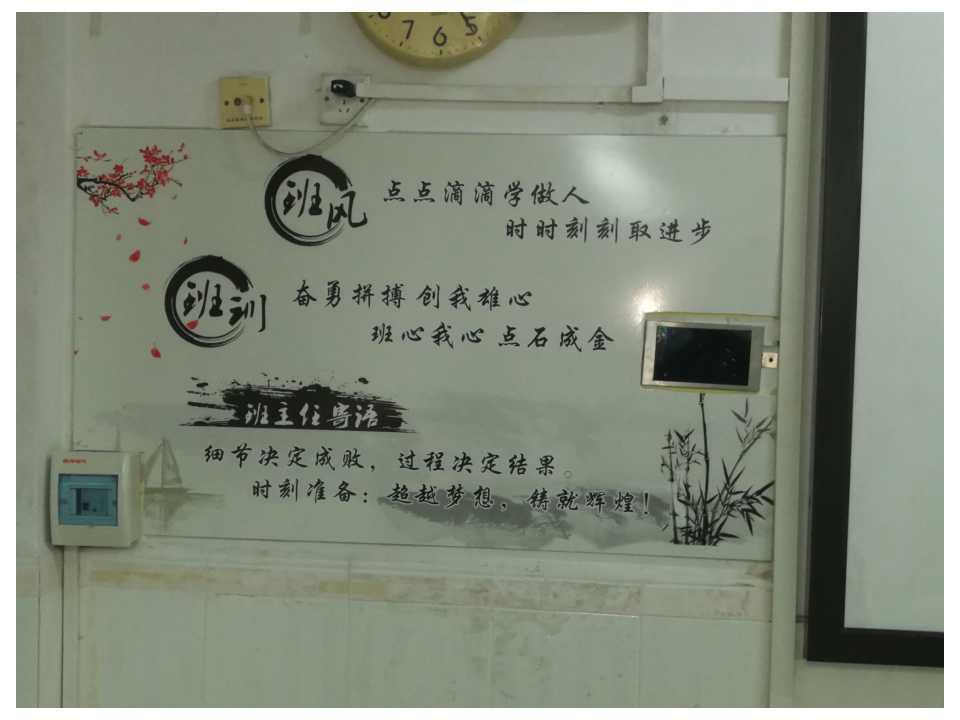 7 6 5
班风
点点滴滴学做人
时时刻刻取进步
班训
奋勇拼搏 创我雄心
班心我心 点石成金
班主任寄语
细节决定成败，过程决定结果。
时刻准备：超越梦想，铸就辉煌！